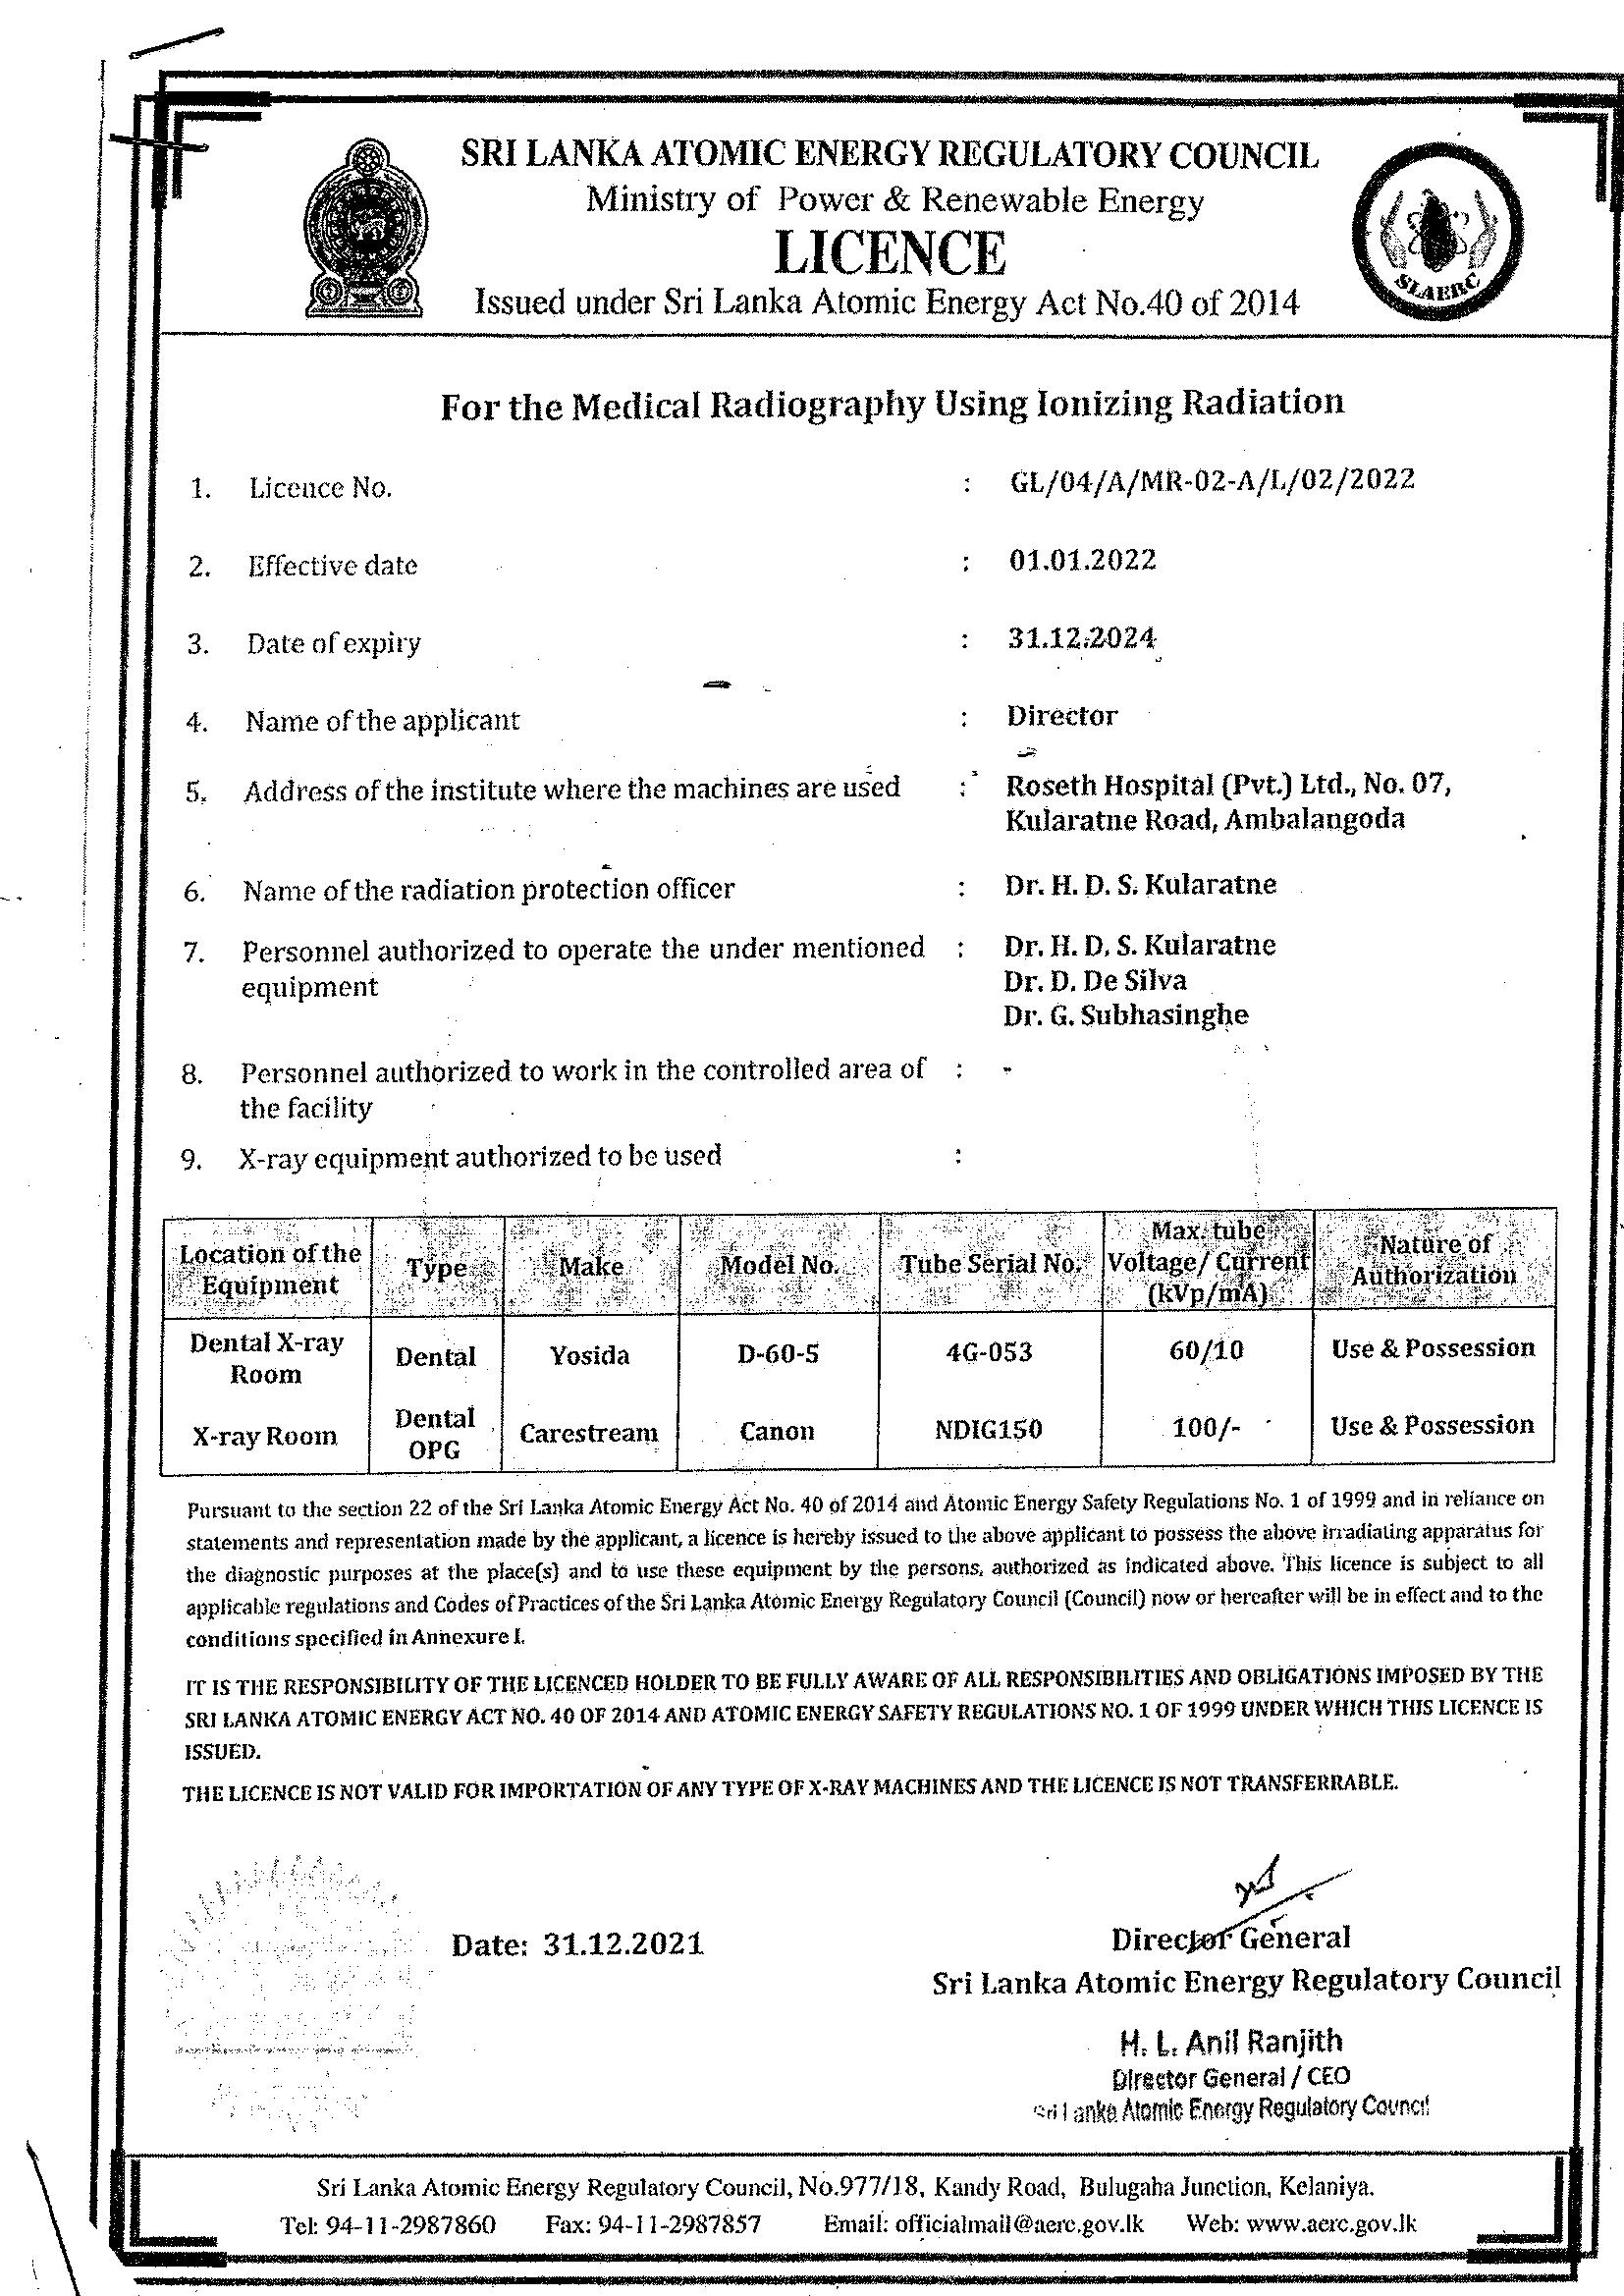 SRI LANKA ATOMIC ENERGY REGULATORY COUNCIL
Ministry of Power & Renewable Energy
LICENCE
Issued under Sri Lanka Atomic Energy Act No.40 of 2014
SLAERC
For the Medical Radiography Using Ionizing Radiation
1. Licence No. : GL/04/A/MR-02-A/L/02/2022
2. Effective date : 01.01.2022
3. Date of expiry : 31.12.2024
4. Name of the applicant : Director
5. Address of the institute where the machines are used : Roseth Hospital (Pvt.) Ltd., No. 07,
Kularatne Road, Ambalangoda
6. Name of the radiation protection officer : Dr. H. D. S. Kularatne
7. Personnel authorized to operate the under mentioned : Dr. H. D. S. Kularatne
equipment Dr. D. De Silva
Dr. G. Subhasinghe
8. Personnel authorized to work in the controlled area of : -
the facility
9. X-ray equipment authorized to be used :
Location of the Equipment Type Make Model No. Tube Serial No. Max. tube Voltage/ Current (kVp/mA) Nature of Authorization
Dental X-ray Room Dental Yosida D-60-5 4G-053 60/10 Use & Possession
X-ray Room Dental OPG Carestream Canon NDIG150 100/- Use & Possession
Pursuant to the section 22 of the Sri Lanka Atomic Energy Act No. 40 of 2014 and Atomic Energy Safety Regulations No. 1 of 1999 and in reliance on
statements and representation made by the applicant, a licence is hereby issued to the above applicant to possess the above irradiating apparatus for
the diagnostic purposes at the place(s) and to use these equipment by the persons, authorized as indicated above. This licence is subject to all
applicable regulations and Codes of Practices of the Sri Lanka Atomic Energy Regulatory Council (Council) now or hereafter will be in effect and to the
conditions specified in Annexure I.
IT IS THE RESPONSIBILITY OF THE LICENCED HOLDER TO BE FULLY AWARE OF ALL RESPONSIBILITIES AND OBLIGATIONS IMPOSED BY THE
SRI LANKA ATOMIC ENERGY ACT NO. 40 OF 2014 AND ATOMIC ENERGY SAFETY REGULATIONS NO. 1 OF 1999 UNDER WHICH THIS LICENCE IS
ISSUED.
THE LICENCE IS NOT VALID FOR IMPORTATION OF ANY TYPE OF X-RAY MACHINES AND THE LICENCE IS NOT TRANSFERRABLE.
Date: 31.12.2021
Director General
Sri Lanka Atomic Energy Regulatory Council
H. L. Anil Ranjith
Director General / CEO
Sri Lanka Atomic Energy Regulatory Council
Sri Lanka Atomic Energy Regulatory Council, No.977/18, Kandy Road, Bulugaha Junction, Kelaniya.
Tel: 94-11-2987860 Fax: 94-11-2987857 Email: officialmail@aerc.gov.lk Web: www.aerc.gov.lk